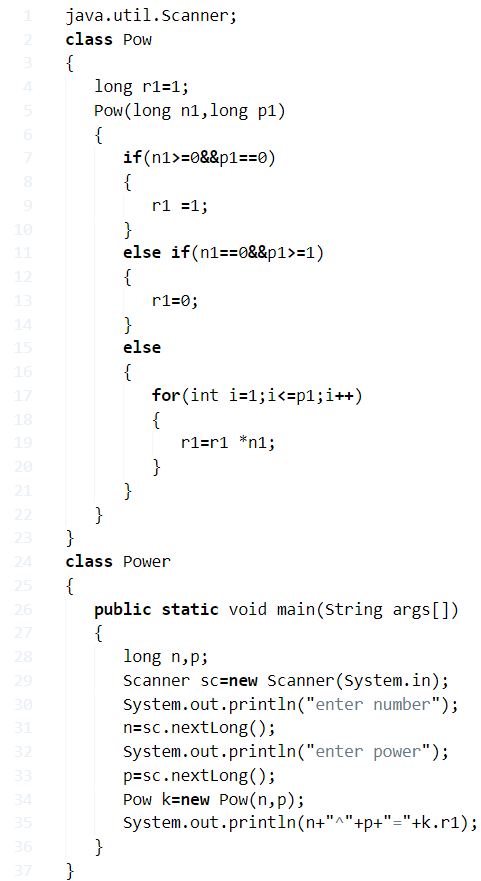 1 java.util.Scanner;
2 class Pow
3 {
4 long r1=1;
5 Pow(long n1,long p1)
6 {
7 if(n1>=0&&p1==0)
8 {
9 r1 =1;
10 }
11 else if(n1==0&&p1>=1)
12 {
13 r1=0;
14 }
15 else
16 {
17 for(int i=1;i<=p1;i++)
18 {
19 r1=r1 *n1;
20 }
21 }
22 }
23 }
24 class Power
25 {
26 public static void main(String args[])
27 {
28 long n,p;
29 Scanner sc=new Scanner(System.in);
30 System.out.println("enter number");
31 n=sc.nextLong();
32 System.out.println("enter power");
33 p=sc.nextLong();
34 Pow k=new Pow(n,p);
35 System.out.println(n+"^"+p+"="+k.r1);
36 }
37 }